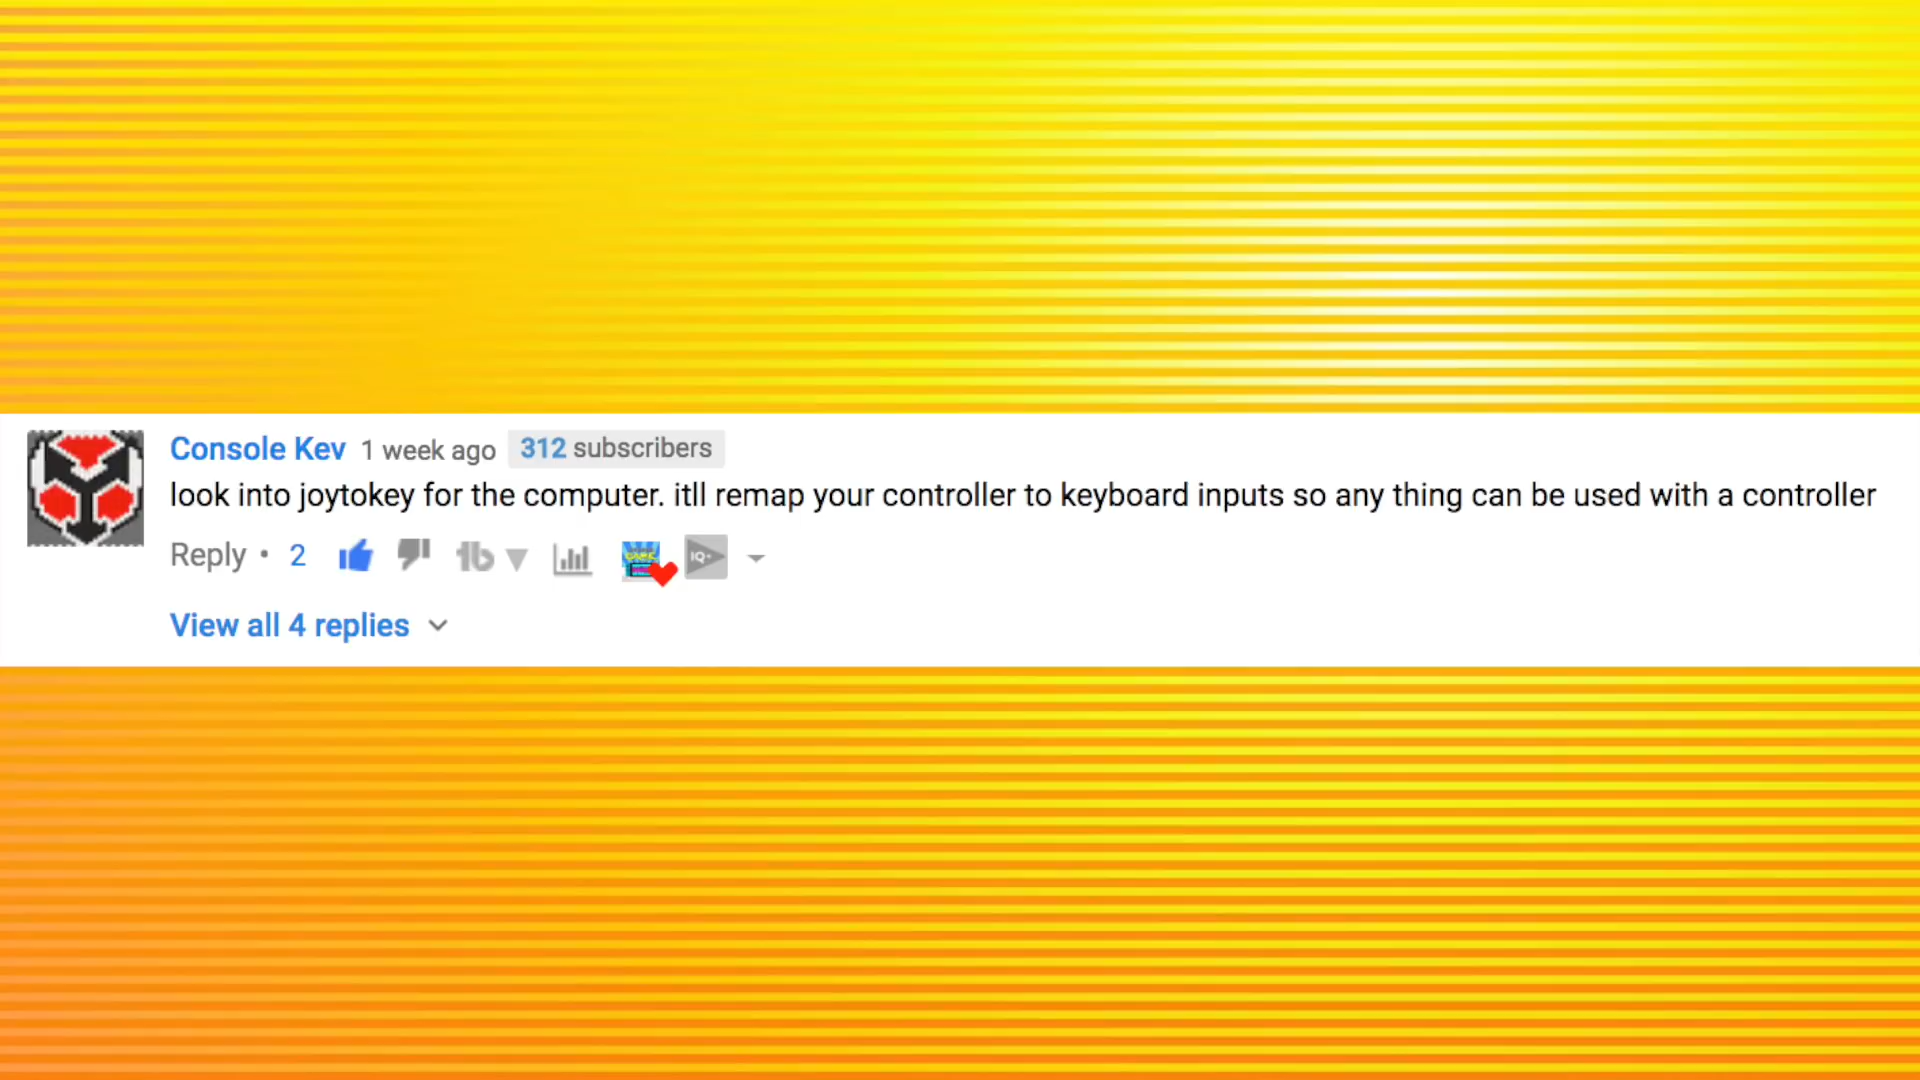 Console Kev 1 week ago 312 subscribers
look into joytokey for the computer. itll remap your controller to keyboard inputs so any thing can be used with a controller
Reply • 2 IQ+
View all 4 replies